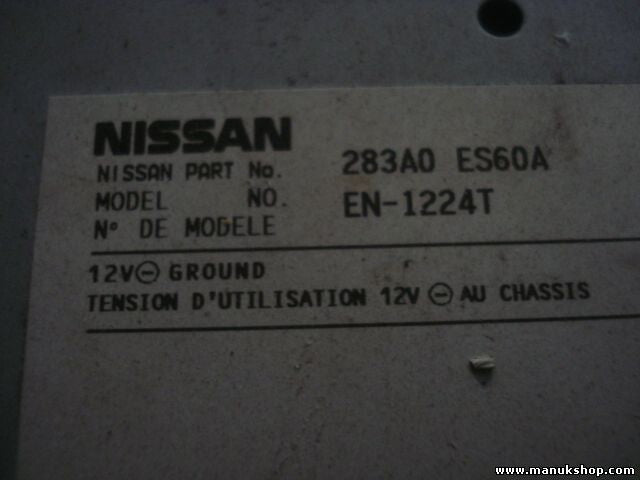 NISSAN
NISSAN PART No. 283A0 ES60A
MODEL NO. EN-1224T
Nº DE MODELE
12V⊖ GROUND
TENSION D'UTILISATION 12V ⊖ AU CHASSIS
www.manukshop.com